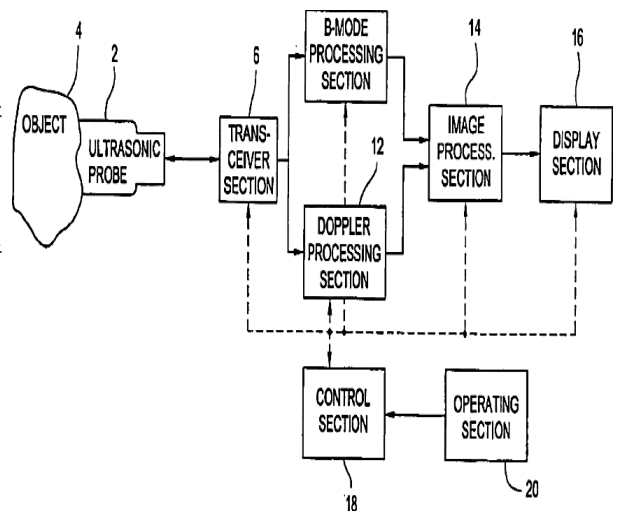 4
2
6
14
16
B-MODE
PROCESSING
SECTION
OBJECT
ULTRASONIC
PROBE
TRANS-
CEIVER
SECTION
12
IMAGE
PROCESS.
SECTION
DISPLAY
SECTION
DOPPLER
PROCESSING
SECTION
CONTROL
SECTION
OPERATING
SECTION
18
20